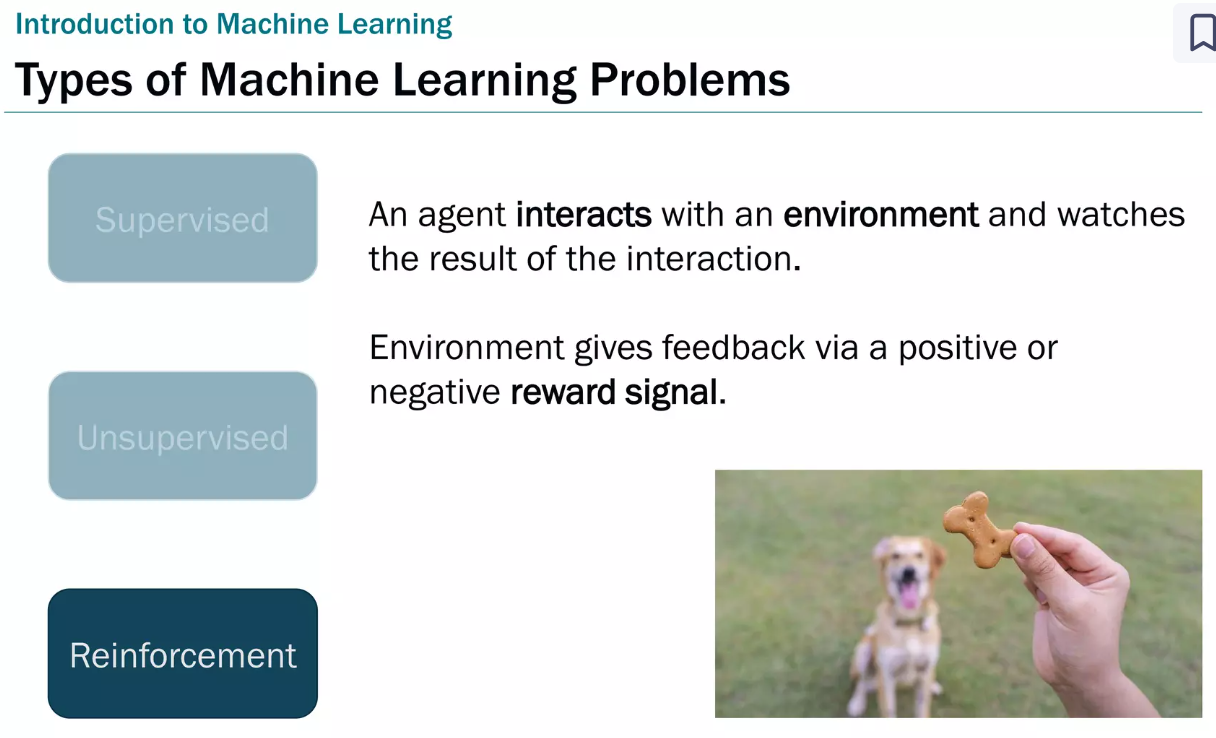 Introduction to Machine Learning
Types of Machine Learning Problems
Supervised
An agent interacts with an environment and watches
the result of the interaction.
Environment gives feedback via a positive or
negative reward signal.
Unsupervised
Reinforcement